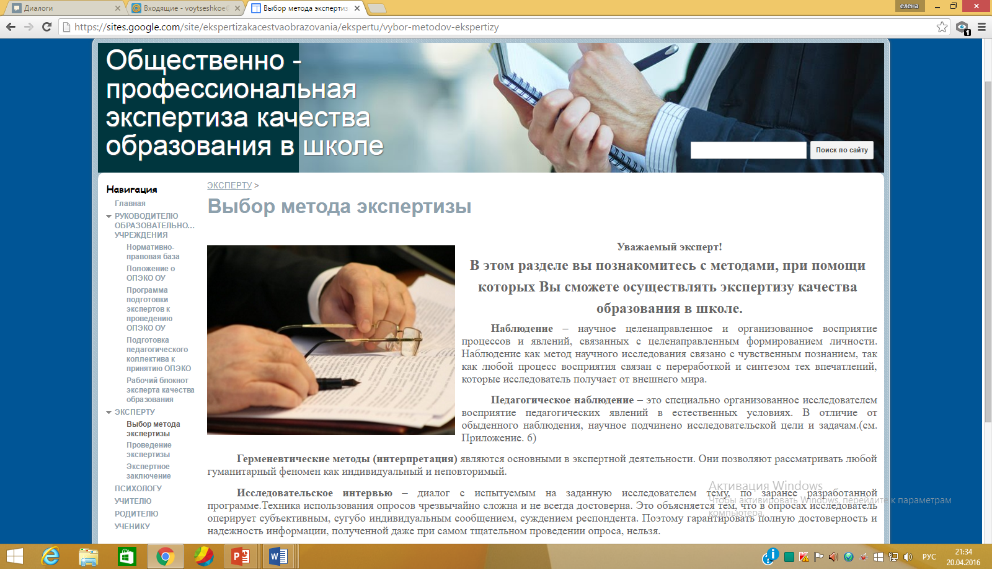 Диалоги
Входящие - voytseshkoe
Выбор метода экспертиз
елена
https://sites.google.com/site/ekspertizakacestvaobrazovania/ekspertu/vybor-metodov-ekspertizy
Общественно -
профессиональная
экспертиза качества
образования в школе
Поиск по сайту
Навигация
Главная
РУКОВОДИТЕЛЮ
ОБРАЗОВАТЕЛЬНО...
УЧРЕЖДЕНИЯ
Нормативно-
правовая база
Положение о
ОПЭКО ОУ
Программа
подготовки
экспертов к
проведению
ОПЭКО ОУ
Подготовка
педагогического
коллектива к
принятию ОПЭКО
Рабочий блокнот
эксперта качества
образования
ЭКСПЕРТУ
Выбор метода
экспертизы
Проведение
экспертизы
Экспертное
заключение
ПСИХОЛОГУ
УЧИТЕЛЮ
РОДИТЕЛЮ
УЧЕНИКУ
ЭКСПЕРТУ >
Выбор метода экспертизы
Уважаемый эксперт!
В этом разделе вы познакомитесь с методами, при помощи
которых Вы сможете осуществлять экспертизу качества
образования в школе.
Наблюдение – научное целенаправленное и организованное восприятие
процессов и явлений, связанных с целенаправленным формированием личности.
Наблюдение как метод научного исследования связано с чувственным познанием, так
как любой процесс восприятия связан с переработкой и синтезом тех впечатлений,
которые исследователь получает от внешнего мира.
Педагогическое наблюдение – это специально организованное исследователем
восприятие педагогических явлений в естественных условиях. В отличие от
обыденного наблюдения, научное подчинено исследовательской цели и задачам.(см.
Приложение. 6)
Герменевтические методы (интерпретация) являются основными в экспертной деятельности. Они позволяют рассматривать любой
гуманитарный феномен как индивидуальный и неповторимый.
Исследовательское интервью – диалог с испытуемым на заданную исследователем тему, по заранее разработанной
программе.Техника использования опросов чрезвычайно сложна и не всегда достоверна. Это объясняется тем, что в опросах исследователь
оперирует субъективным, сугубо индивидуальным сообщением, суждением респондента. Поэтому гарантировать полную достоверность и
надежность информации, полученной даже при самом тщательном проведении опроса, нельзя.
Активация Windows
Чтобы активировать Windows, перейдите к параметрам
компьютера.
РУС
21:34
20.04.2016